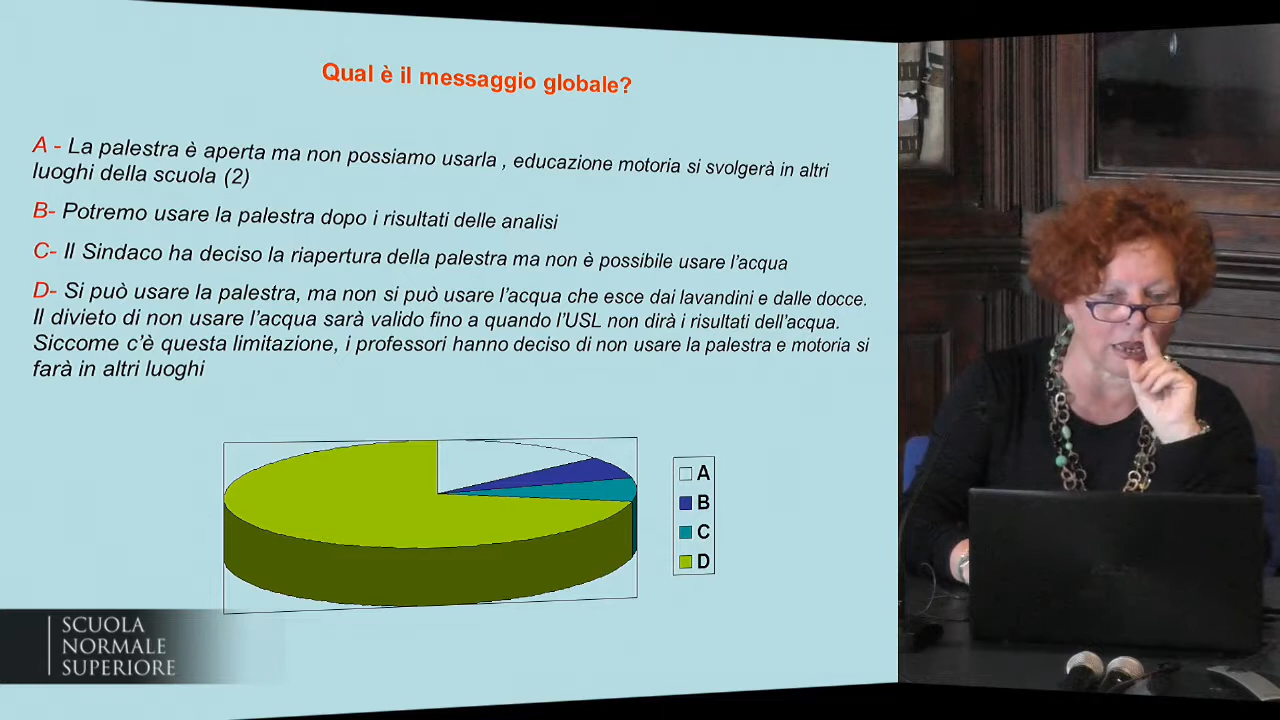 Qual è il messaggio globale?
A - La palestra è aperta ma non possiamo usarla , educazione motoria si svolgerà in altri
luoghi della scuola (2)
B- Potremo usare la palestra dopo i risultati delle analisi
C- Il Sindaco ha deciso la riapertura della palestra ma non è possibile usare l'acqua
D- Si può usare la palestra, ma non si può usare l'acqua che esce dai lavandini e dalle docce.
Il divieto di non usare l'acqua sarà valido fino a quando l'USL non dirà i risultati dell'acqua.
Siccome c'è questa limitazione, i professori hanno deciso di non usare la palestra e motoria si
farà in altri luoghi
A
B
C
D
SCUOLA
NORMALE
SUPERIORE